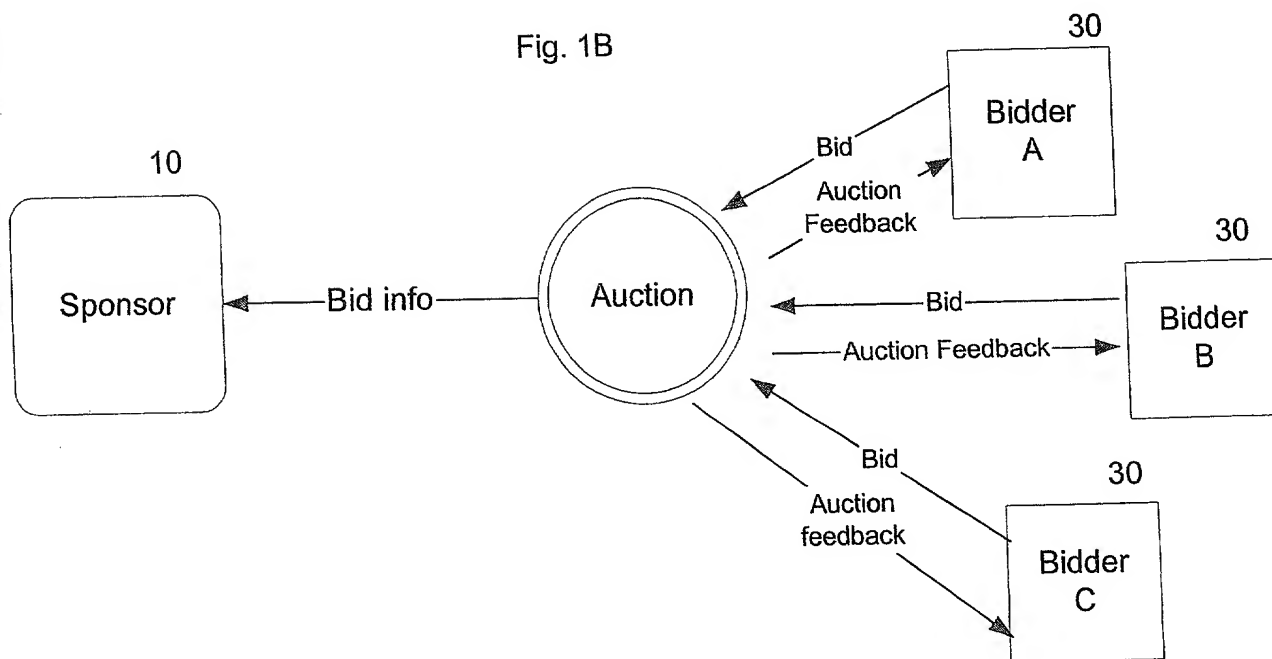 Fig. 1B
30
Bidder
A
Bid
Auction
Feedback
10
Sponsor
Bid info
Auction
30
Bidder
B
Bid
Auction Feedback
30
Bidder
C
Bid
Auction
feedback